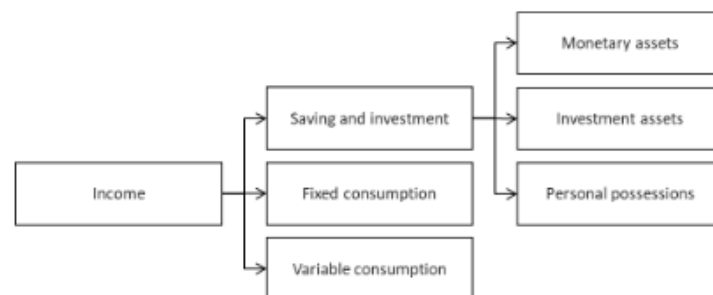 Monetary assets
Saving and investment
Investment assets
Income
Fixed consumption
Personal possessions
Variable consumption